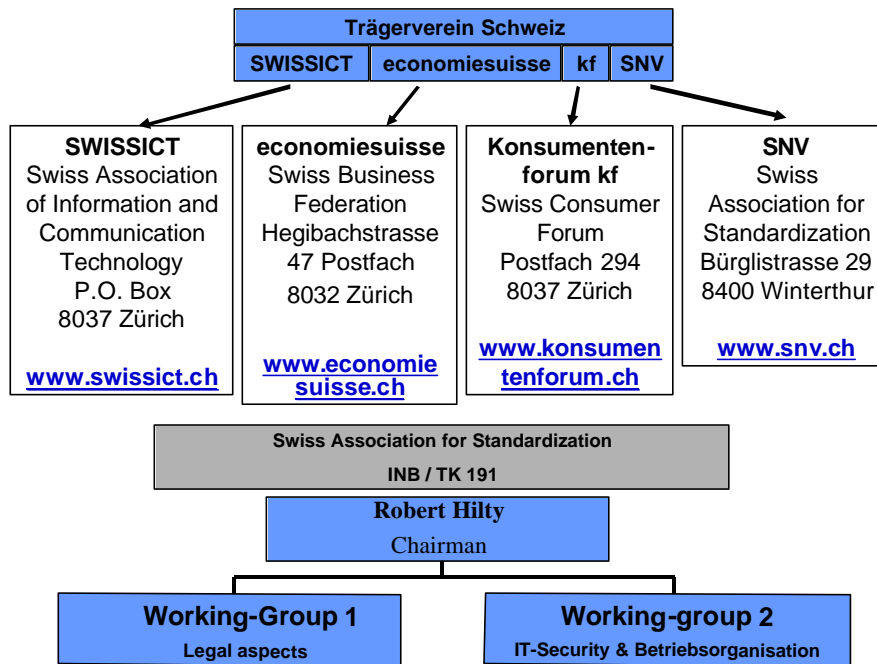 Trägerverein Schweiz
SWISSICT economiesuisse kf SNV
SWISSICT
Swiss Association
of Information and
Communication
Technology
P.O. Box
8037 Zürich
www.swissict.ch
economiesuisse
Swiss Business
Federation
Hegibachstrasse
47 Postfach
8032 Zürich
www.economie
suisse.ch
Konsumenten-
forum kf
Swiss Consumer
Forum
Postfach 294
8037 Zürich
www.konsumen
tenforum.ch
SNV
Swiss
Association for
Standardization
Bürglistrasse 29
8400 Winterthur
www.snv.ch
Swiss Association for Standardization
INB / TK 191
Robert Hilty
Chairman
Working-Group 1
Legal aspects
Working-group 2
IT-Security & Betriebsorganisation